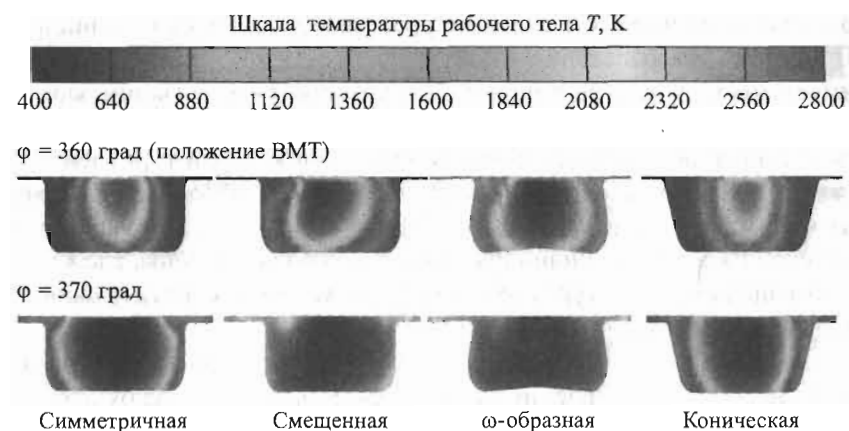 Шкала температуры рабочего тела T, К
400 640 880 1120 1360 1600 1840 2080 2320 2560 2800
φ = 360 град (положение ВМТ)
φ = 370 град
Симметричная Смещенная ω-образная Коническая